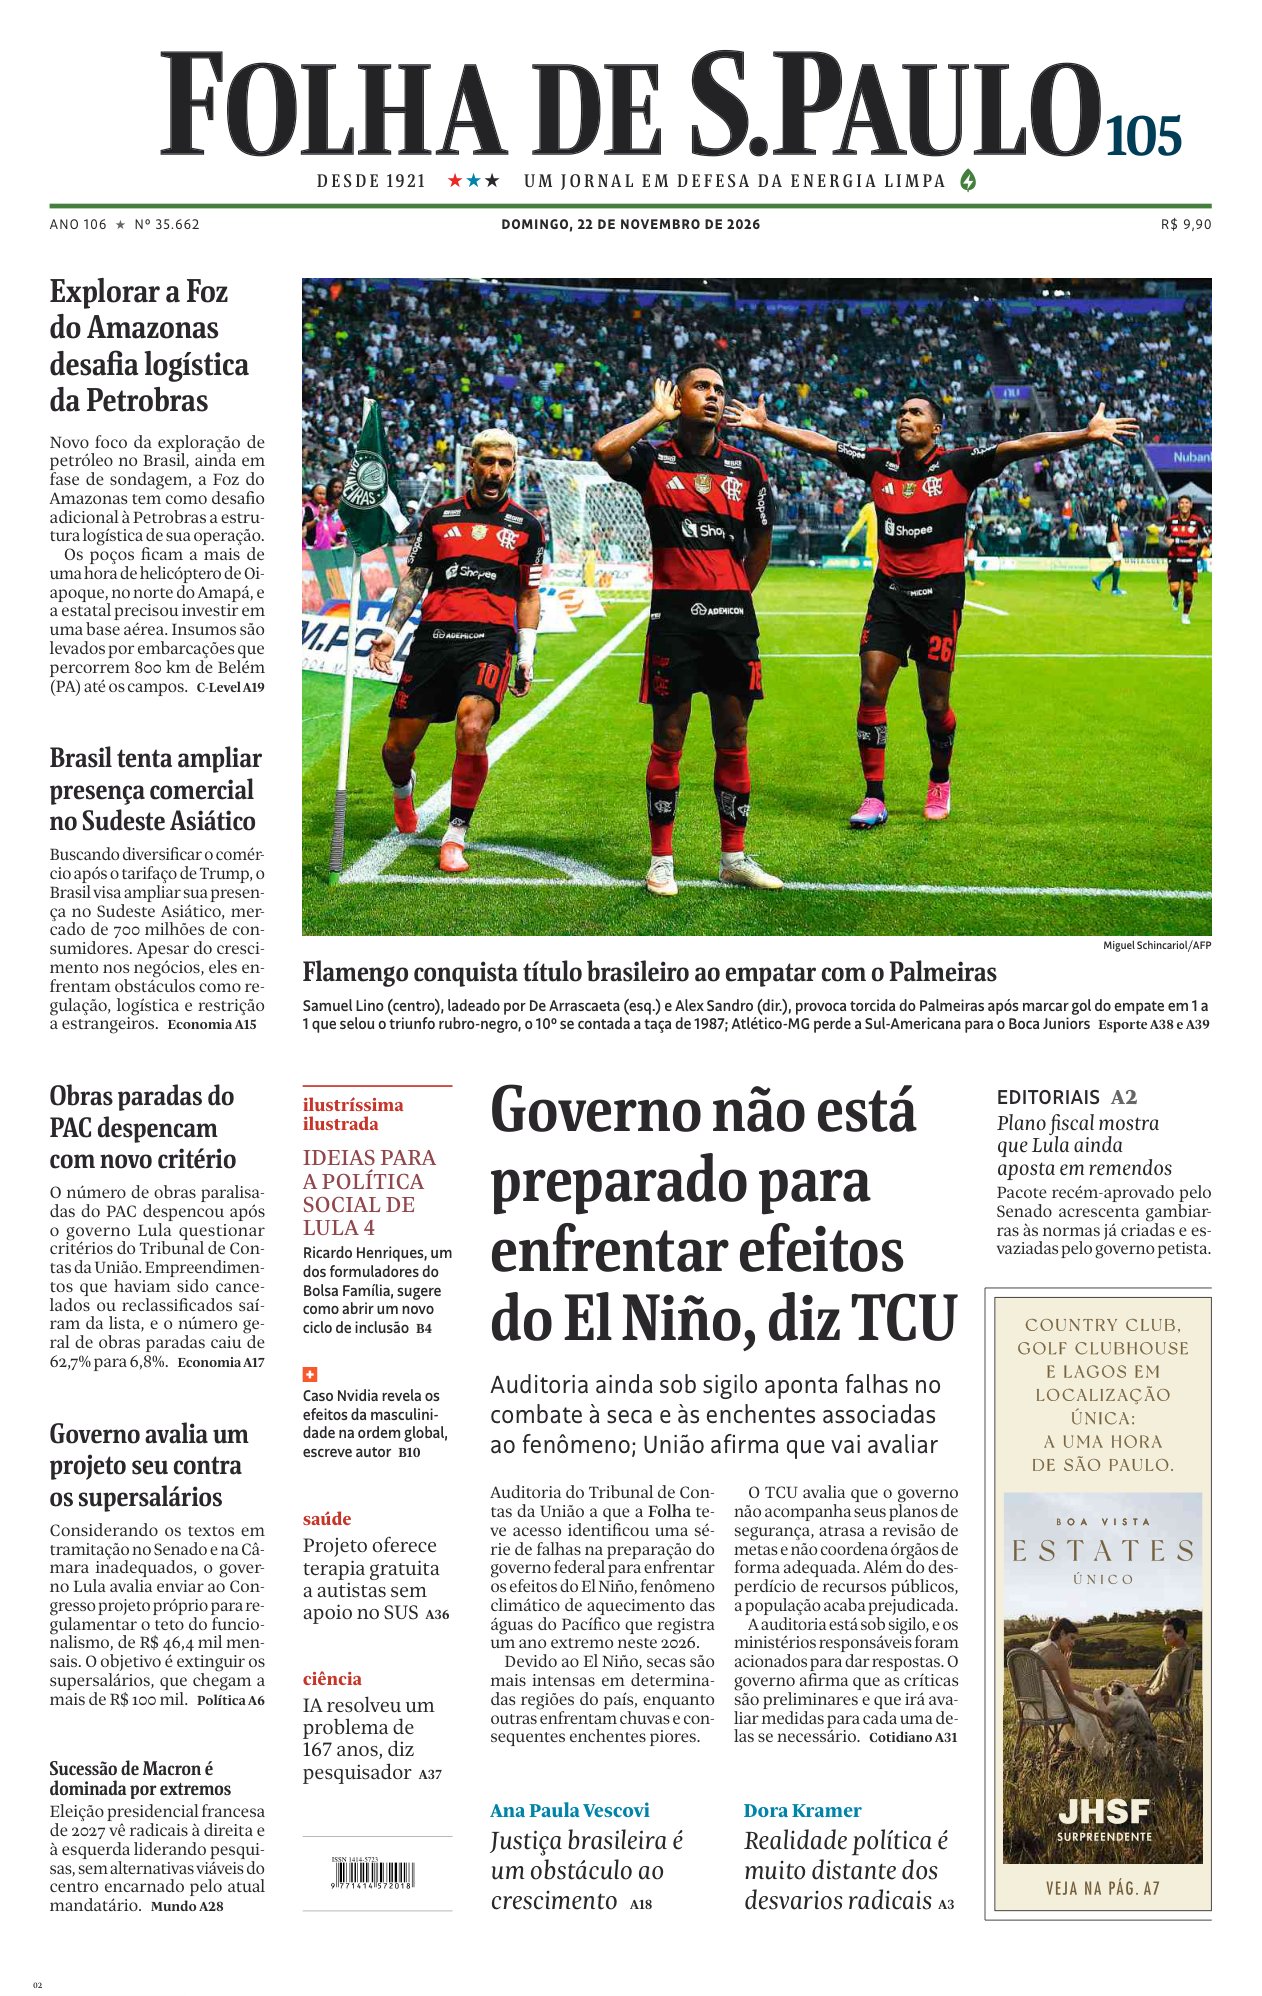 FOLHA DE S.PAULO 105
DESDE 1921 ★★★ UM JORNAL EM DEFESA DA ENERGIA LIMPA
ANO 106 ★ Nº 35.662
DOMINGO, 22 DE NOVEMBRO DE 2026
R$ 9,90
Explorar a Foz
do Amazonas
desafia logística
da Petrobras
Novo foco da exploração de
petróleo no Brasil, ainda em
fase de sondagem, a Foz do
Amazonas tem como desafio
adicional à Petrobras a estru-
tura logística de sua operação.
Os poços ficam a mais de
uma hora de helicóptero de Oi-
apoque, no norte do Amapá, e
a estatal precisou investir em
uma base aérea. Insumos são
levados por embarcações que
percorrem 800 km de Belém
(PA) até os campos. C-Level A19
Brasil tenta ampliar
presença comercial
no Sudeste Asiático
Buscando diversificar o comér-
cio após o tarifaço de Trump, o
Brasil visa ampliar sua presen-
ça no Sudeste Asiático, mer-
cado de 700 milhões de con-
sumidores. Apesar do cresci-
mento nos negócios, eles en-
frentam obstáculos como re-
gulação, logística e restrição
a estrangeiros. Economia A15
Obras paradas do
PAC despencam
com novo critério
O número de obras paralisa-
das do PAC despencou após
o governo Lula questionar
critérios do Tribunal de Con-
tas da União. Empreendimen-
tos que haviam sido cance-
lados ou reclassificados saí-
ram da lista, e o número ge-
ral de obras paradas caiu de
62,7% para 6,8%. Economia A17
Governo avalia um
projeto seu contra
os supersalários
Considerando os textos em
tramitação no Senado e na Câ-
mara inadequados, o gover-
no Lula avalia enviar ao Con-
gresso projeto próprio para re-
gulamentar o teto do funcio-
nalismo, de R$ 46,4 mil men-
sais. O objetivo é extinguir os
supersalários, que chegam a
mais de R$ 100 mil. Política A6
Sucessão de Macron é
dominada por extremos
Eleição presidencial francesa
de 2027 vê radicais à direita e
à esquerda liderando pesqui-
sas, sem alternativas viáveis do
centro encarnado pelo atual
mandatário. Mundo A28
PALMEIRAS
Shopee
Shopee
Shopee
Shopee
Shopee
ADEMICON
ADEMICON
10
26
nu
Nuban
Miguel Schincariol/AFP
Flamengo conquista título brasileiro ao empatar com o Palmeiras
Samuel Lino (centro), ladeado por De Arrascaeta (esq.) e Alex Sandro (dir.), provoca torcida do Palmeiras após marcar gol do empate em 1 a
1 que selou o triunfo rubro-negro, o 10º se contada a taça de 1987; Atlético-MG perde a Sul-Americana para o Boca Juniors Esporte A38 e A39
ilustríssima
ilustrada
IDEIAS PARA
A POLÍTICA
SOCIAL DE
LULA 4
Ricardo Henriques, um
dos formuladores do
Bolsa Família, sugere
como abrir um novo
ciclo de inclusão B4
+
Caso Nvidia revela os
efeitos da masculini-
dade na ordem global,
escreve autor B10
saúde
Projeto oferece
terapia gratuita
a autistas sem
apoio no SUS A36
ciência
IA resolveu um
problema de
167 anos, diz
pesquisador A37
ISSN 1414-5723
9 771414 572018
Governo não está
preparado para
enfrentar efeitos
do El Niño, diz TCU
Auditoria ainda sob sigilo aponta falhas no
combate à seca e às enchentes associadas
ao fenômeno; União afirma que vai avaliar
Auditoria do Tribunal de Con-
tas da União a que a Folha te-
ve acesso identificou uma sé-
rie de falhas na preparação do
governo federal para enfrentar
os efeitos do El Niño, fenômeno
climático de aquecimento das
águas do Pacífico que registra
um ano extremo neste 2026.
Devido ao El Niño, secas são
mais intensas em determina-
das regiões do país, enquanto
outras enfrentam chuvas e con-
sequentes enchentes piores.
O TCU avalia que o governo
não acompanha seus planos de
segurança, atrasa a revisão de
metas e não coordena órgãos de
forma adequada. Além do des-
perdício de recursos públicos,
a população acaba prejudicada.
A auditoria está sob sigilo, e os
ministérios responsáveis foram
acionados para dar respostas. O
governo afirma que as críticas
são preliminares e que irá ava-
liar medidas para cada uma de-
las se necessário. Cotidiano A31
Ana Paula Vescovi
Justiça brasileira é
um obstáculo ao
crescimento A18
Dora Kramer
Realidade política é
muito distante dos
desvarios radicais A3
EDITORIAIS A2
Plano fiscal mostra
que Lula ainda
aposta em remendos
Pacote recém-aprovado pelo
Senado acrescenta gambiar-
ras às normas já criadas e es-
vaziadas pelo governo petista.
COUNTRY CLUB,
GOLF CLUBHOUSE
E LAGOS EM
LOCALIZAÇÃO
ÚNICA:
A UMA HORA
DE SÃO PAULO.
BOA VISTA
ESTATES
ÚNICO
JHSF
SURPREENDENTE
VEJA NA PÁG. A7
02